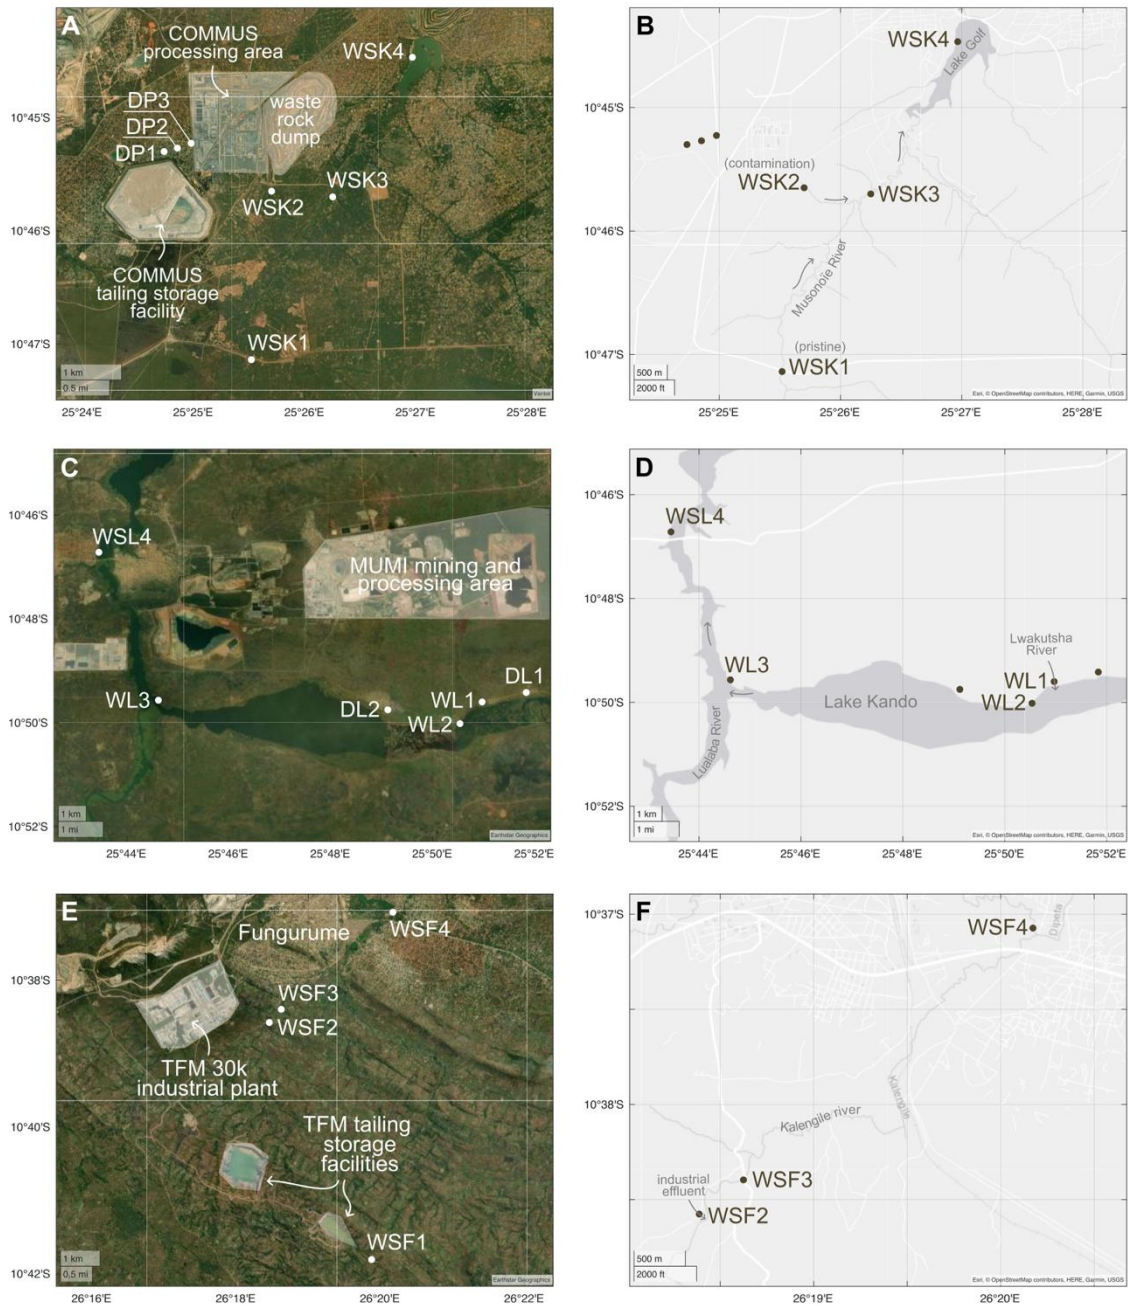 A
COMMUS
processing area
WSK4
waste
rock
dump
DP3
DP2
DP1
WSK3
WSK2
COMMUS
tailing storage
facility
WSK1
1 km
0.5 mi
Vantor
10°45'S
10°46'S
10°47'S
25°24'E
25°25'E
25°26'E
25°27'E
25°28'E
B
WSK4
Lake Golf
(contamination)
WSK2
WSK3
Musonoïe River
(pristine)
WSK1
500 m
2000 ft
Esri, © OpenStreetMap contributors, HERE, Garmin, USGS
10°45'S
10°46'S
10°47'S
25°25'E
25°26'E
25°27'E
25°28'E
C
WSL4
MUMI mining and
processing area
WL3
DL2
WL1
WL2
DL1
1 km
1 mi
Earthstar Geographics
10°46'S
10°48'S
10°50'S
10°52'S
25°44'E
25°46'E
25°48'E
25°50'E
25°52'E
D
WSL4
Lwakutsha
River
WL3
WL1
WL2
Lake Kando
Lualaba River
1 km
1 mi
Esri, © OpenStreetMap contributors, HERE, Garmin, USGS
10°46'S
10°48'S
10°50'S
10°52'S
25°44'E
25°46'E
25°48'E
25°50'E
25°52'E
E
Fungurume
WSF4
WSF3
WSF2
TFM 30k
industrial plant
TFM tailing
storage
facilities
WSF1
1 km
0.5 mi
Earthstar Geographics
10°38'S
10°40'S
10°42'S
26°16'E
26°18'E
26°20'E
26°22'E
F
WSF4
Dipeta
Kalengile
Kalengile river
WSF3
industrial
effluent
WSF2
500 m
2000 ft
Esri, © OpenStreetMap contributors, HERE, Garmin, USGS
10°37'S
10°38'S
26°19'E
26°20'E